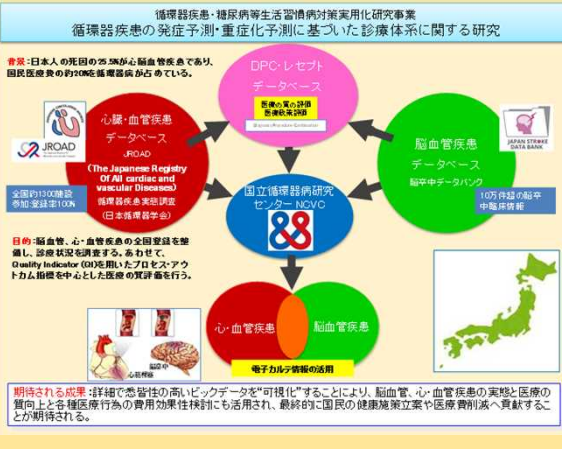 循環器疾患・糖尿病等生活習慣病対策実用化研究事業
循環器疾患の発症予測・重症化予測に基づいた診療体系に関する研究
背景:日本人の死因の25.5%が心脳血管疾患であり、
国民医療費の約20%を循環器病が占めている。
DPC・レセプト
データベース
医療の質の評価
医療政策評価
JROAD
心臓・血管疾患
データベース
JROAD
(The Japanese Registry
Of All cardiac and
vascular Diseases)
循環器疾患実態調査
(日本循環器学会)
全国約1300施設
参加:登録率100%
脳血管疾患
データベース
脳卒中データバンク
JAPAN STROKE
DATA BANK
10万件超の脳卒
中臨床情報
国立循環器病研究
センター NCVC
目的:脳血管、心・血管疾患の全国登録を整
備し、診療状況を調査する。あわせて、
Quality Indicator (QI)を用いたプロセス・アウ
トカム指標を中心とした医療の質評価を行う。
心・血管疾患
脳血管疾患
電子カルテ情報の活用
脳卒中
心筋梗塞
期待される成果:詳細で悉皆性の高いビックデータを“可視化”することにより、脳血管、心・血管疾患の実態と医療の
質向上と各種医療行為の費用効果性検討にも活用され、最終的に国民の健康施策立案や医療費削減へ貢献するこ
とが期待される。